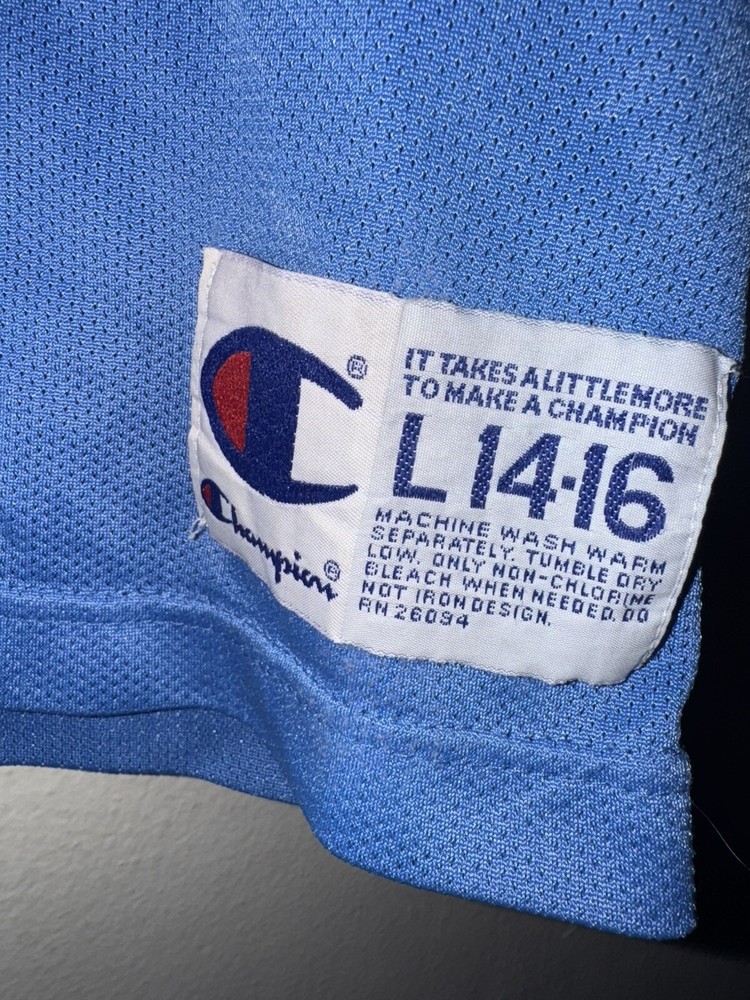 ®
Champion®
IT TAKES A LITTLE MORE
TO MAKE A CHAMPION
L 14-16
MACHINE WASH WARM
SEPARATELY. TUMBLE DRY
LOW. ONLY NON-CHLORINE
BLEACH WHEN NEEDED. DO
NOT IRON DESIGN.
RN 26094